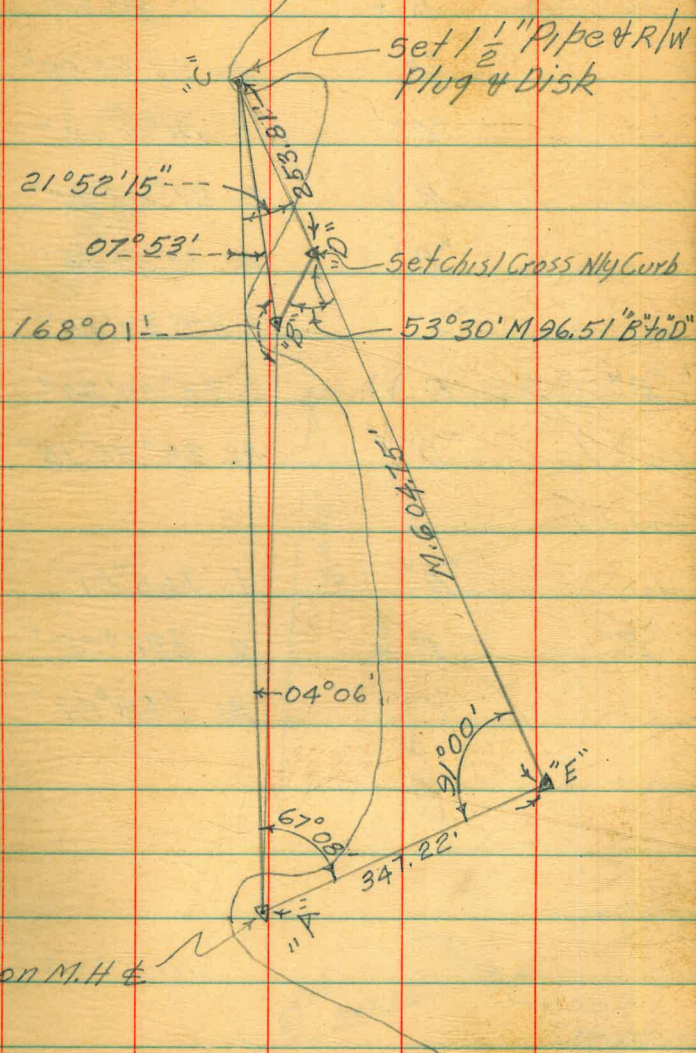 Set 1 1/2" Pipe & R/W
Plug & Disk
"C"
253.81'
21°52'15"
07°53'
"D"
Set chisl Cross Nly Curb
168°01'
"B"
53°30' M 96.51 "B" to "D"
M. 604.75'
04°06'
91°00'
"E"
67°08'
347.22'
"A"
on M.H ℄